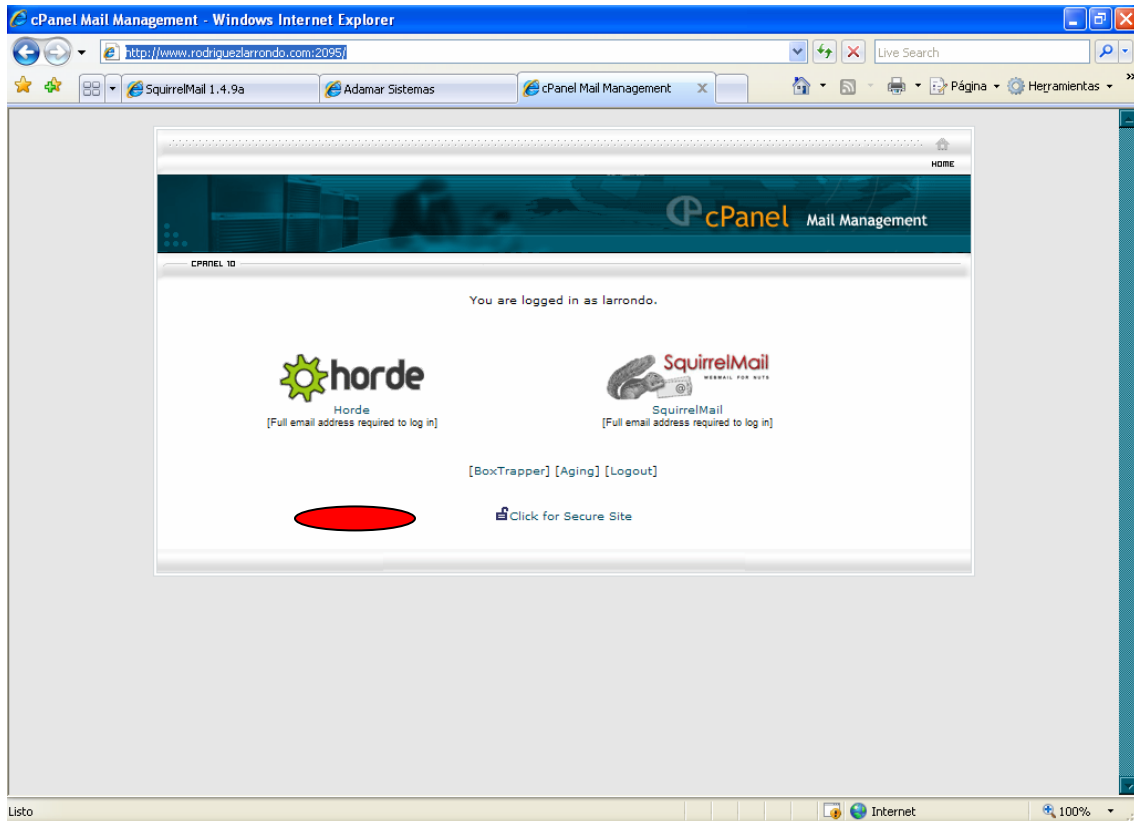 cPanel Mail Management - Windows Internet Explorer
http://www.rodriguezlarrondo.com:2095/
Live Search
SquirrelMail 1.4.9a
Adamar Sistemas
cPanel Mail Management
Página
Herramientas
HOME
cPanel Mail Management
CPANEL 10
You are logged in as larrondo.
horde
SquirrelMail
WEBMAIL FOR NUTS
Horde
SquirrelMail
[Full email address required to log in]
[Full email address required to log in]
[BoxTrapper] [Aging] [Logout]
Click for Secure Site
Listo
Internet
100%